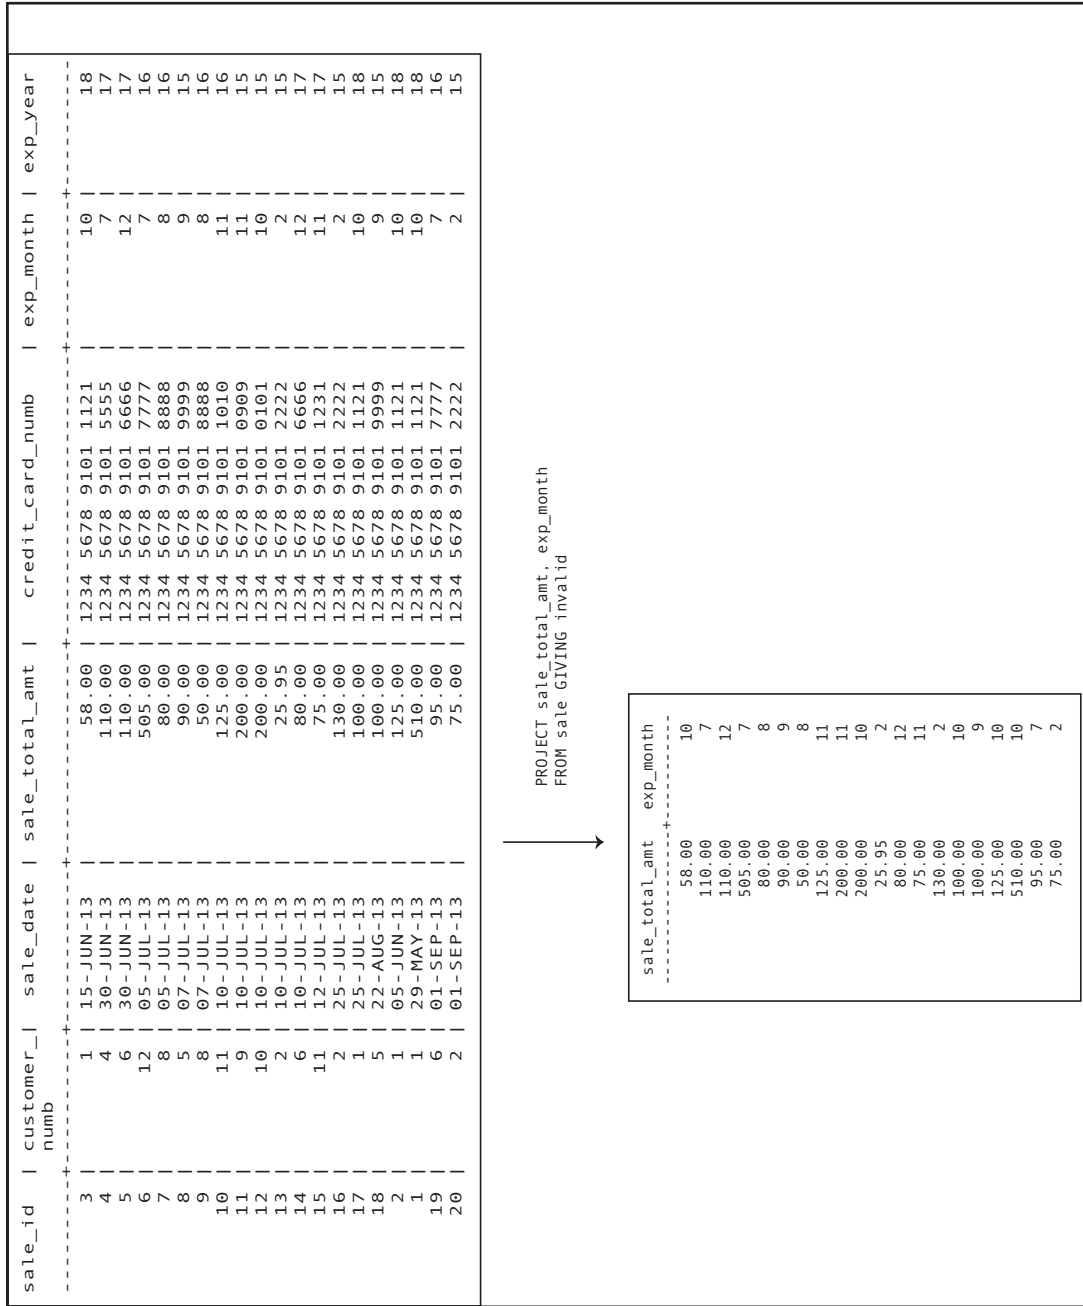 sale_id | customer_ | sale_date | sale_total_amt | credit_card_numb | exp_month | exp_year
numb
---------+-----------+-----------+----------------+---------------------+-----------+----------
3 | 1 | 15-JUN-13 | 58.00 | 1234 5678 9101 1121 | 10 | 18
4 | 4 | 30-JUN-13 | 110.00 | 1234 5678 9101 5555 | 7 | 17
5 | 6 | 30-JUN-13 | 110.00 | 1234 5678 9101 6666 | 12 | 17
6 | 12 | 05-JUL-13 | 505.00 | 1234 5678 9101 7777 | 7 | 16
7 | 8 | 05-JUL-13 | 80.00 | 1234 5678 9101 8888 | 8 | 16
8 | 5 | 07-JUL-13 | 90.00 | 1234 5678 9101 9999 | 9 | 15
9 | 8 | 07-JUL-13 | 50.00 | 1234 5678 9101 8888 | 8 | 16
10 | 11 | 10-JUL-13 | 125.00 | 1234 5678 9101 1010 | 11 | 16
11 | 9 | 10-JUL-13 | 200.00 | 1234 5678 9101 0909 | 11 | 15
12 | 10 | 10-JUL-13 | 200.00 | 1234 5678 9101 0101 | 10 | 15
13 | 2 | 10-JUL-13 | 25.95 | 1234 5678 9101 2222 | 2 | 15
14 | 6 | 10-JUL-13 | 80.00 | 1234 5678 9101 6666 | 12 | 17
15 | 11 | 12-JUL-13 | 75.00 | 1234 5678 9101 1231 | 11 | 17
16 | 2 | 25-JUL-13 | 130.00 | 1234 5678 9101 2222 | 2 | 15
17 | 1 | 25-JUL-13 | 100.00 | 1234 5678 9101 1121 | 10 | 18
18 | 5 | 22-AUG-13 | 100.00 | 1234 5678 9101 9999 | 9 | 15
2 | 1 | 05-JUN-13 | 125.00 | 1234 5678 9101 1121 | 10 | 18
1 | 1 | 29-MAY-13 | 510.00 | 1234 5678 9101 1121 | 10 | 18
19 | 6 | 01-SEP-13 | 95.00 | 1234 5678 9101 7777 | 7 | 16
20 | 2 | 01-SEP-13 | 75.00 | 1234 5678 9101 2222 | 2 | 15
PROJECT sale_total_amt, exp_month
FROM sale GIVING invalid
sale_total_amt exp_month
----------------+-----------
58.00 10
110.00 7
110.00 12
505.00 7
80.00 8
90.00 9
50.00 8
125.00 11
200.00 11
200.00 10
25.95 2
80.00 12
75.00 11
130.00 2
100.00 10
100.00 9
125.00 10
510.00 10
95.00 7
75.00 2